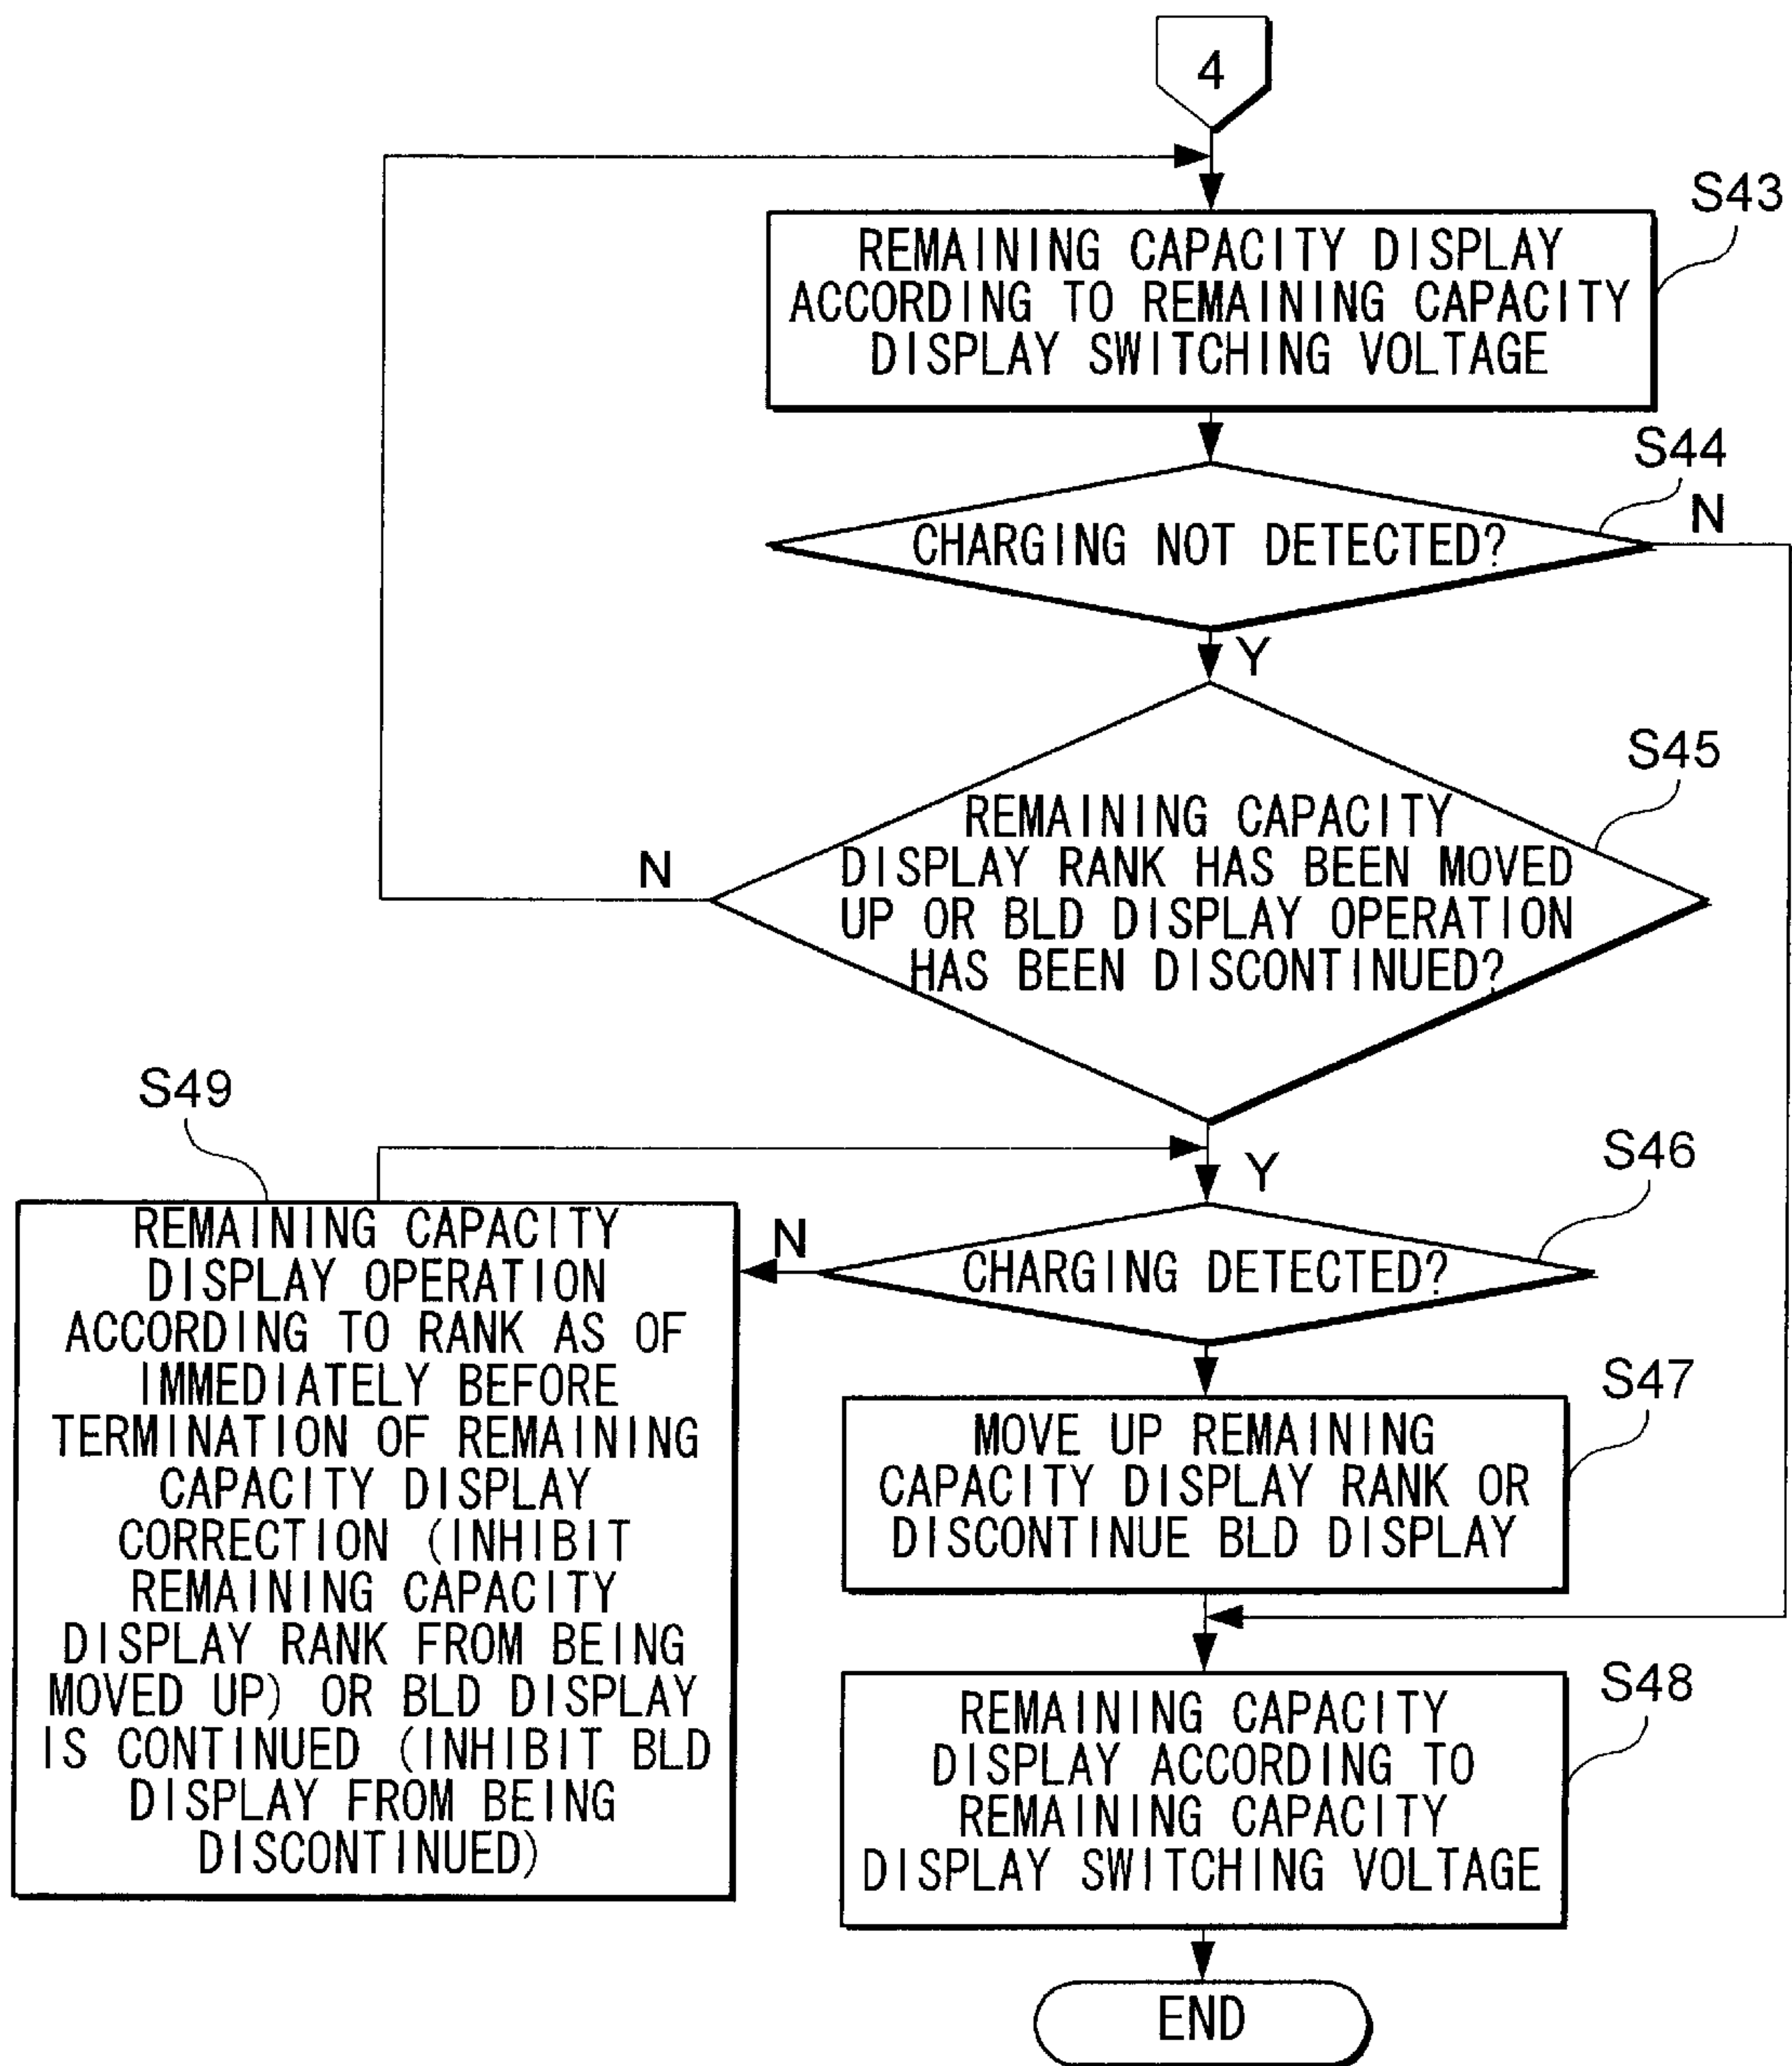 4
S43
REMAINING CAPACITY DISPLAY
ACCORDING TO REMAINING CAPACITY
DISPLAY SWITCHING VOLTAGE
S44
N
CHARGING NOT DETECTED?
Y
S45
REMAINING CAPACITY
DISPLAY RANK HAS BEEN MOVED
UP OR BLD DISPLAY OPERATION
HAS BEEN DISCONTINUED?
N
Y
S46
CHARGING DETECTED?
N
S49
REMAINING CAPACITY
DISPLAY OPERATION
ACCORDING TO RANK AS OF
IMMEDIATELY BEFORE
TERMINATION OF REMAINING
CAPACITY DISPLAY
CORRECTION (INHIBIT
REMAINING CAPACITY
DISPLAY RANK FROM BEING
MOVED UP) OR BLD DISPLAY
IS CONTINUED (INHIBIT BLD
DISPLAY FROM BEING
DISCONTINUED)
S47
MOVE UP REMAINING
CAPACITY DISPLAY RANK OR
DISCONTINUE BLD DISPLAY
S48
REMAINING CAPACITY
DISPLAY ACCORDING TO
REMAINING CAPACITY
DISPLAY SWITCHING VOLTAGE
END